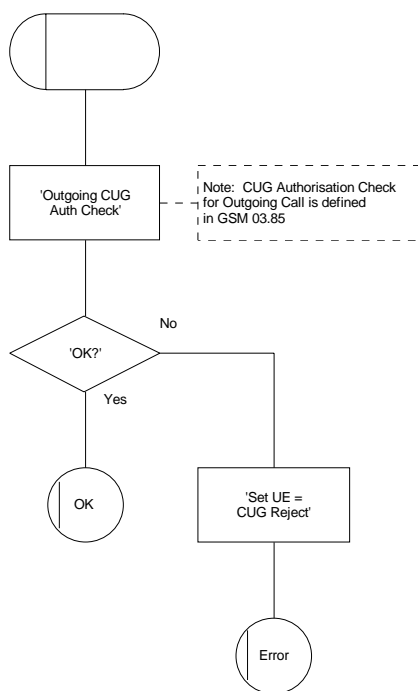 'Outgoing CUG
Auth Check'
Note:  CUG Authorisation Check
for Outgoing Call is defined
in GSM 03.85
No
'OK?'
Yes
OK
'Set UE =
CUG Reject'
Error